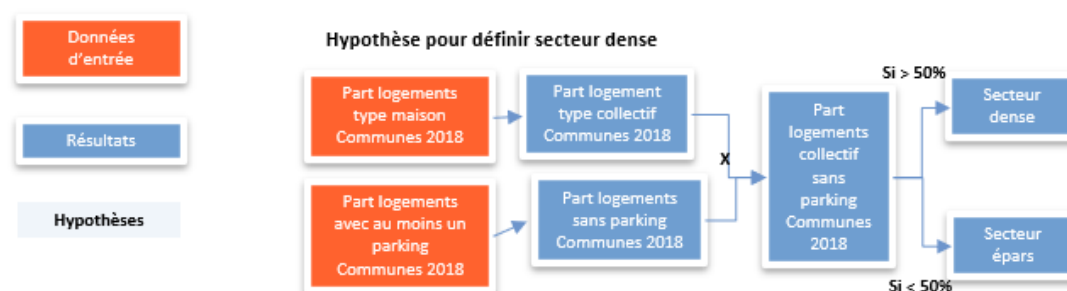 Données
d'entrée
Résultats
Hypothèses
Hypothèse pour définir secteur dense
Part logements
type maison
Communes 2018
Part logement
type collectif
Communes 2018
Part logements
avec au moins un
parking
Communes 2018
Part logements
sans parking
Communes 2018
X
Part
logements
collectif
sans
parking
Communes
2018
Si > 50%
Secteur
dense
Secteur
épars
Si < 50%